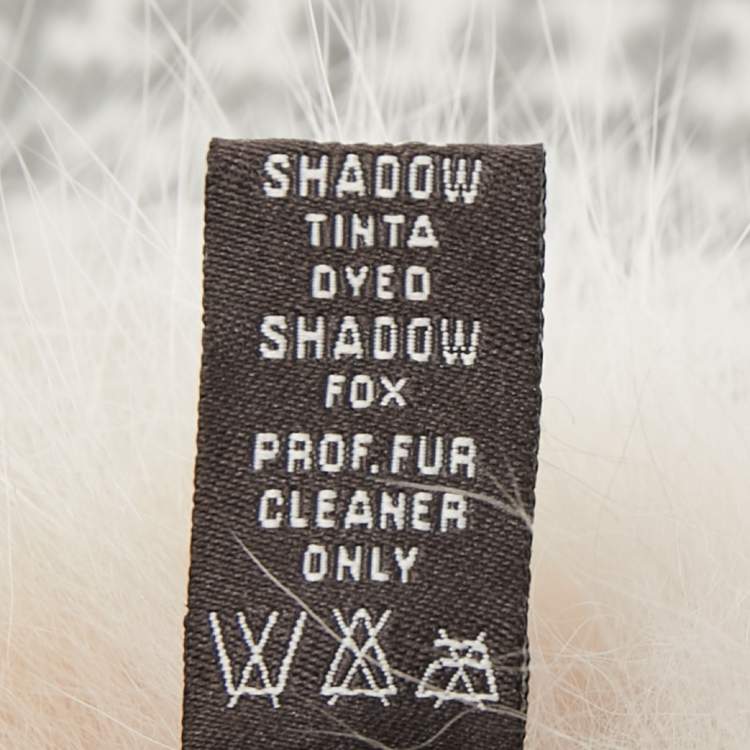 SHADOW
TINTA
DYED
SHADOW
FOX
PROF. FUR
CLEANER
ONLY